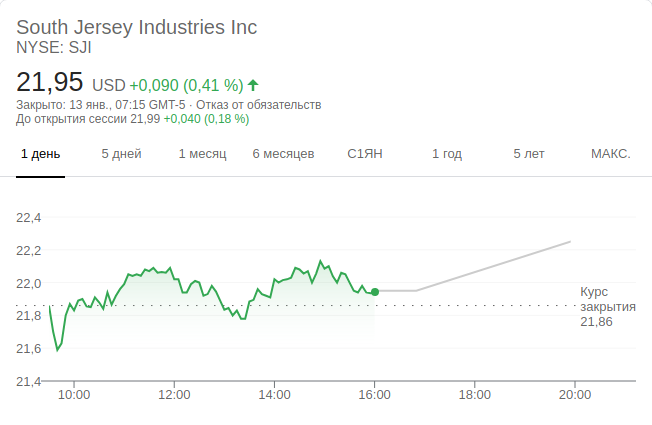 South Jersey Industries Inc
NYSE: SJI
21,95 USD +0,090 (0,41 %)
Закрыто: 13 янв., 07:15 GMT-5 · Отказ от обязательств
До открытия сессии 21,99 +0,040 (0,18 %)
1 день 5 дней 1 месяц 6 месяцев С1ЯН 1 год 5 лет МАКС.
22,4
22,2
22,0
21,8
21,6
21,4
Курс
закрытия
21,86
10:00 12:00 14:00 16:00 18:00 20:00